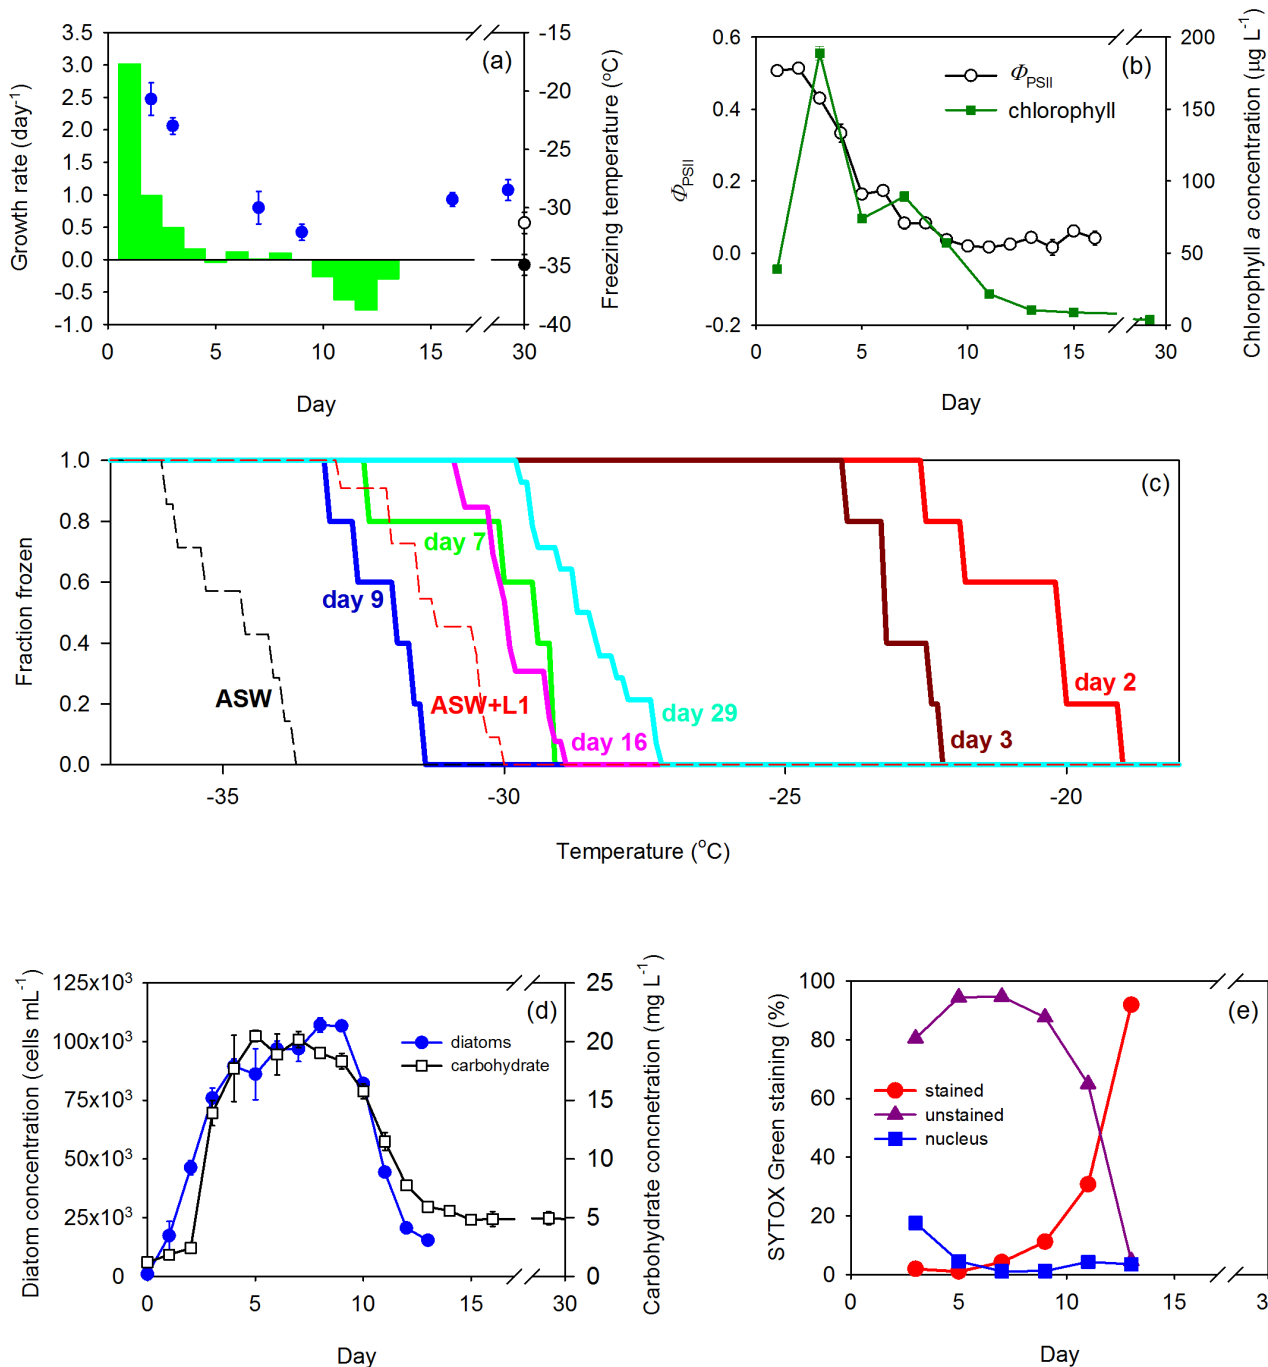 (a)
Growth rate (day⁻¹)
3.5
3.0
2.5
2.0
1.5
1.0
0.5
0.0
-0.5
-1.0
-15
-20
-25
-30
-35
-40
Freezing temperature (°C)
0 5 10 15 30
Day
(b)
Φ_PSII
chlorophyll
Φ_PSII
0.6
0.4
0.2
0.0
-0.2
200
150
100
50
0
Chlorophyll a concentration (µg L⁻¹)
0 5 10 15 30
Day
(c)
Fraction frozen
1.0
0.8
0.6
0.4
0.2
0.0
day 7
day 9
ASW
ASW+L1
day 16
day 29
day 3
day 2
-35 -30 -25 -20
Temperature (°C)
(d)
Diatom concentration (cells mL⁻¹)
125x10³
100x10³
75x10³
50x10³
25x10³
0
diatoms
carbohydrate
25
20
15
10
5
0
Carbohydrate concnetration (mg L⁻¹)
0 5 10 15 30
Day
(e)
SYTOX Green staining (%)
100
80
60
40
20
0
stained
unstained
nucleus
0 5 10 15 3
Day